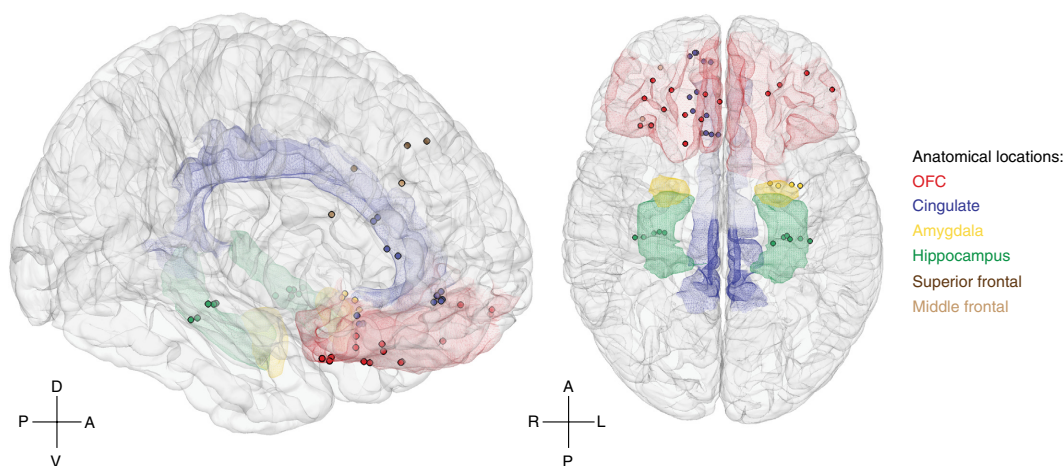 Anatomical locations:
OFC
Cingulate
Amygdala
Hippocampus
Superior frontal
Middle frontal
D
P A
V
A
R L
P